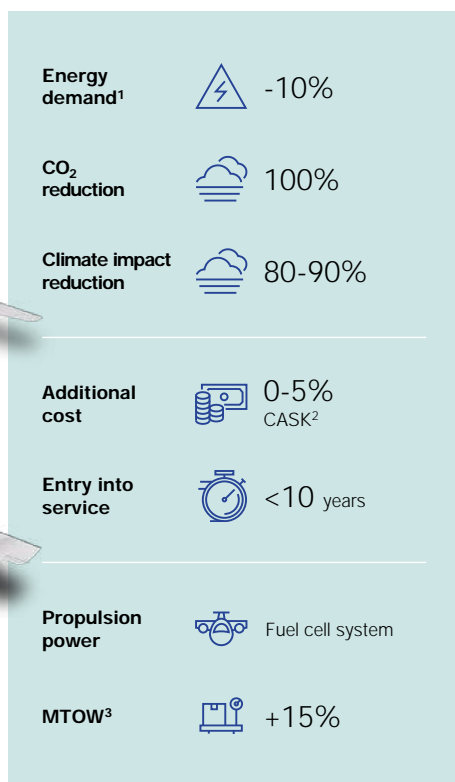 Energy
demand¹
-10%
CO₂
reduction
100%
Climate impact
reduction
80-90%
Additional
cost
0-5%
CASK²
Entry into
service
<10 years
Propulsion
power
Fuel cell system
MTOW³
+15%